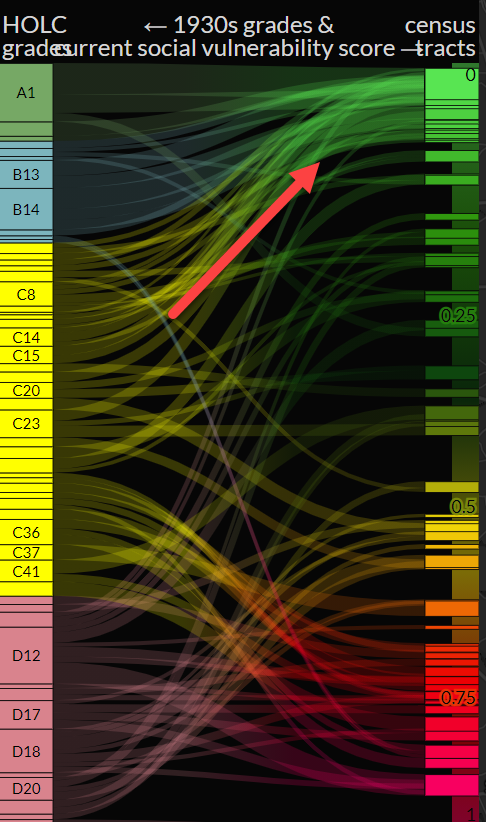 HOLC grades
← 1930s grades &
current social vulnerability score →
census tracts
A1
B13
B14
C8
C14
C15
C20
C23
C36
C37
C41
D12
D17
D18
D20
0
0.25
0.5
0.75
1